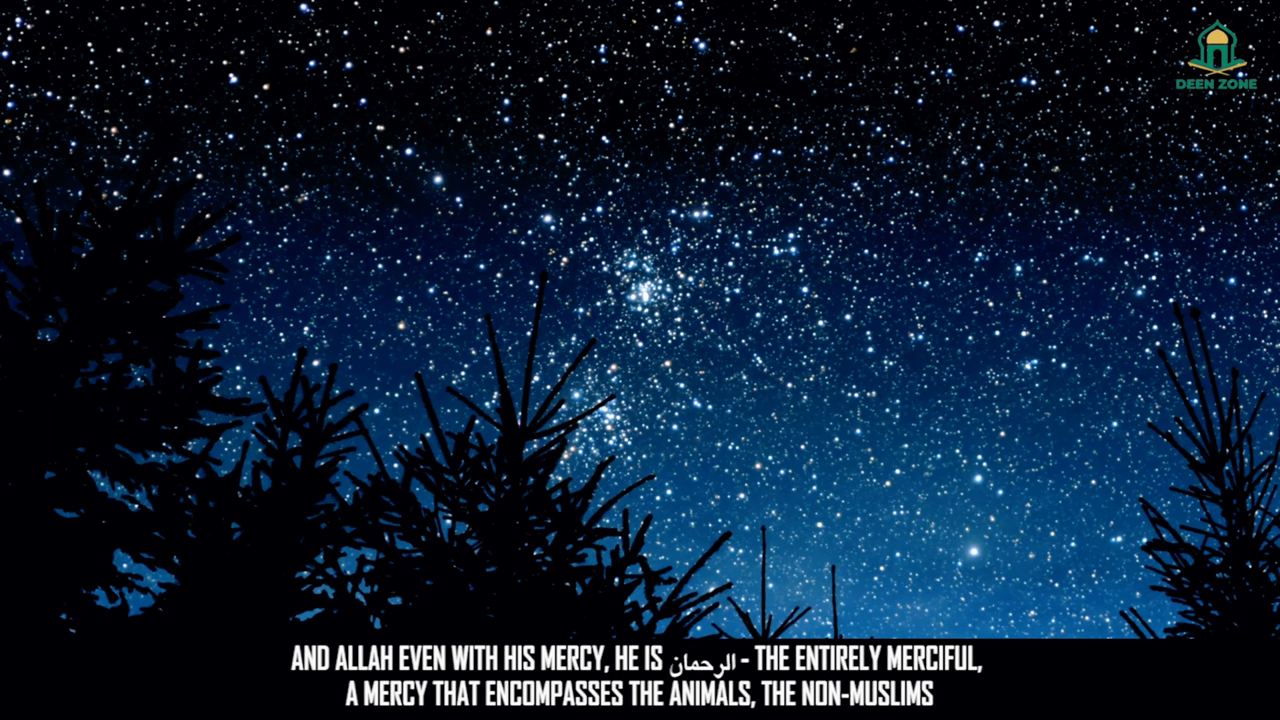 DEEN ZONE
AND ALLAH EVEN WITH HIS MERCY, HE IS الرحمان - THE ENTIRELY MERCIFUL,
A MERCY THAT ENCOMPASSES THE ANIMALS, THE NON-MUSLIMS